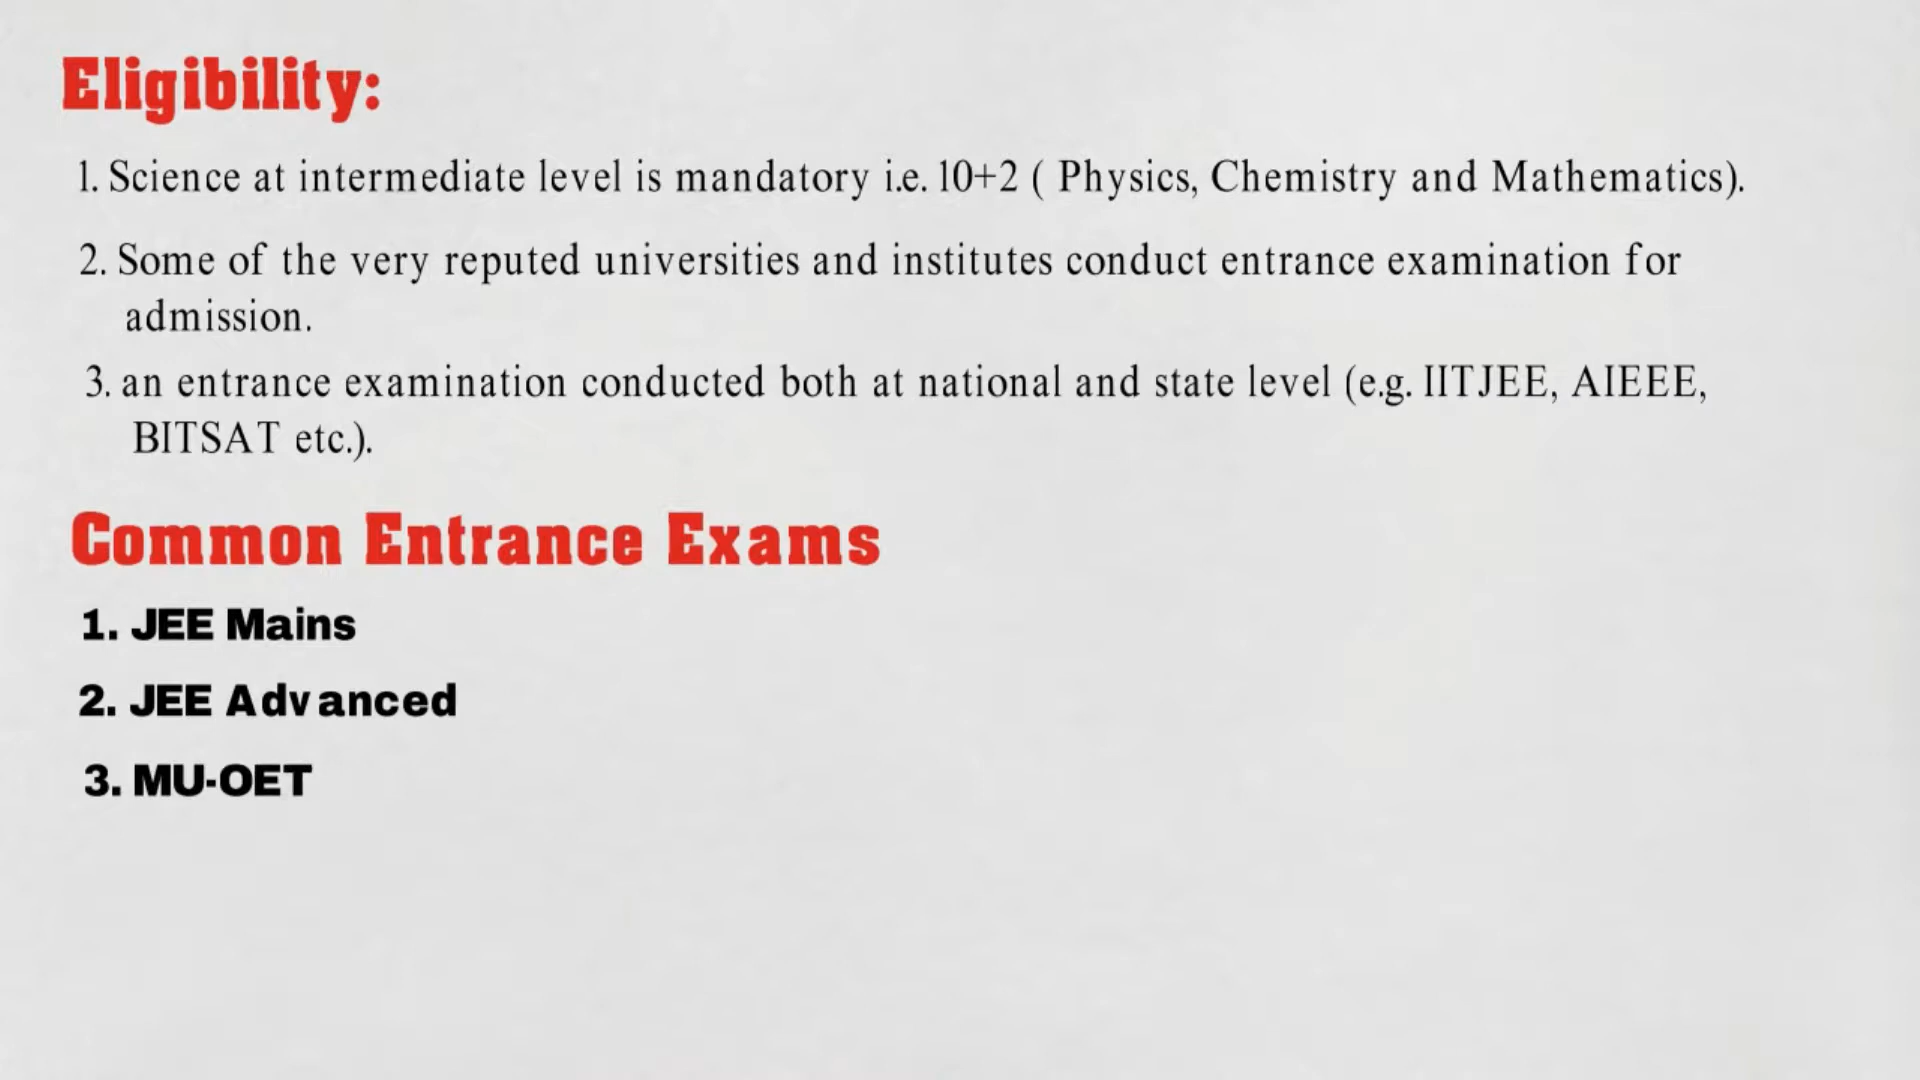 Eligibility:
1. Science at intermediate level is mandatory i.e. 10+2 ( Physics, Chemistry and Mathematics).
2. Some of the very reputed universities and institutes conduct entrance examination for
admission.
3. an entrance examination conducted both at national and state level (e.g. IITJEE, AIEEE,
BITSAT etc.).
Common Entrance Exams
1. JEE Mains
2. JEE Advanced
3. MU-OET